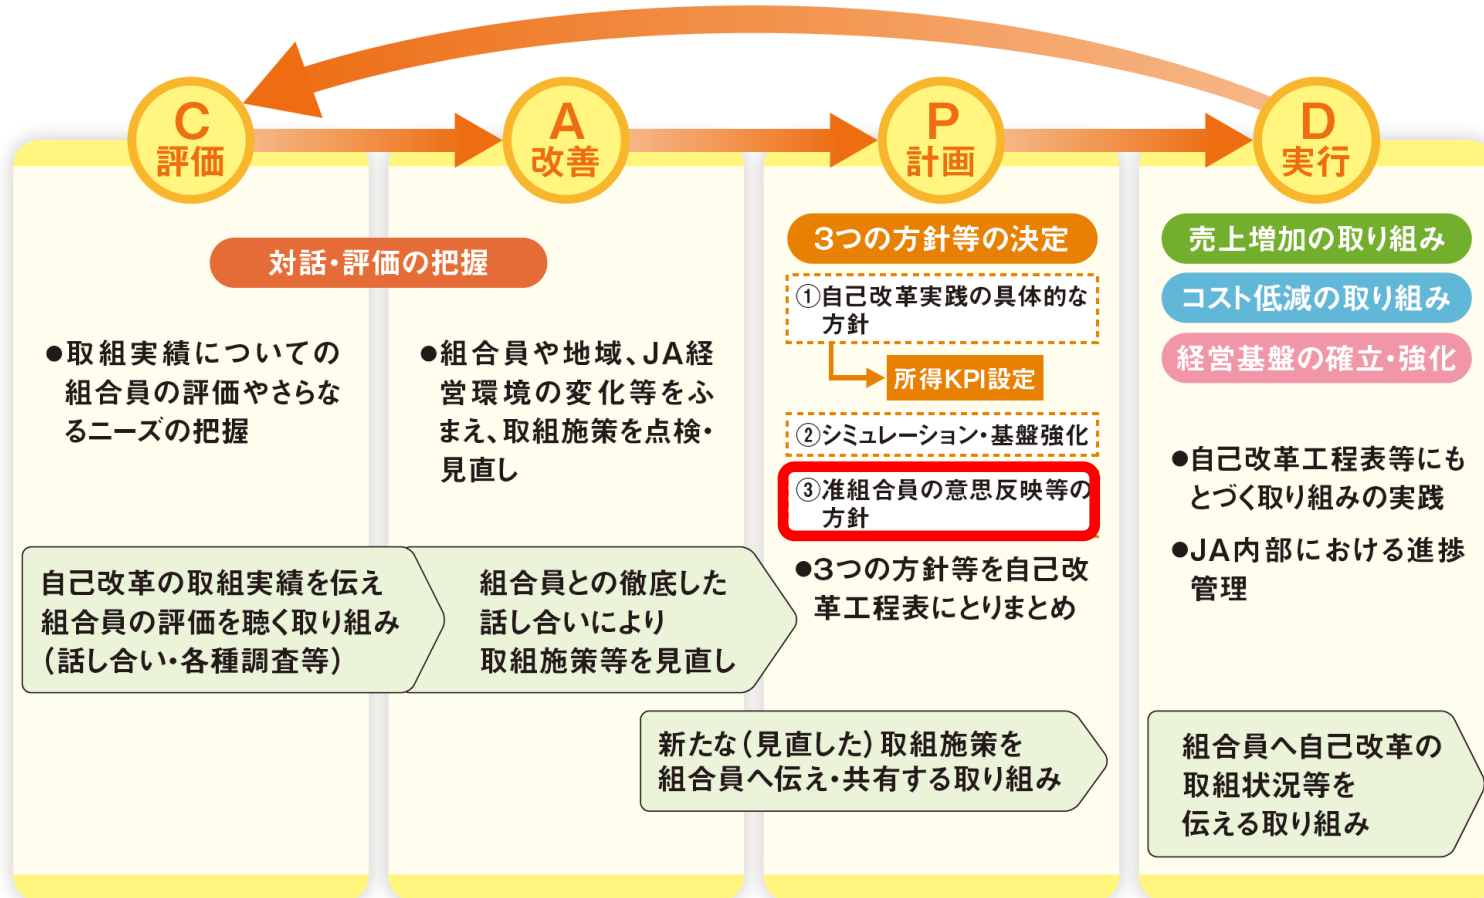 C
評価
A
改善
P
計画
D
実行
対話・評価の把握
●取組実績についての
組合員の評価やさらな
るニーズの把握
●組合員や地域、JA経
営環境の変化等をふ
まえ、取組施策を点検・
見直し
自己改革の取組実績を伝え
組合員の評価を聴く取り組み
(話し合い・各種調査等)
組合員との徹底した
話し合いにより
取組施策等を見直し
3つの方針等の決定
①自己改革実践の具体的な
方針
所得KPI設定
②シミュレーション・基盤強化
③准組合員の意思反映等の
方針
●3つの方針等を自己改
革工程表にとりまとめ
新たな(見直した)取組施策を
組合員へ伝え・共有する取り組み
売上増加の取り組み
コスト低減の取り組み
経営基盤の確立・強化
●自己改革工程表等にも
とづく取り組みの実践
●JA内部における進捗
管理
組合員へ自己改革の
取組状況等を
伝える取り組み